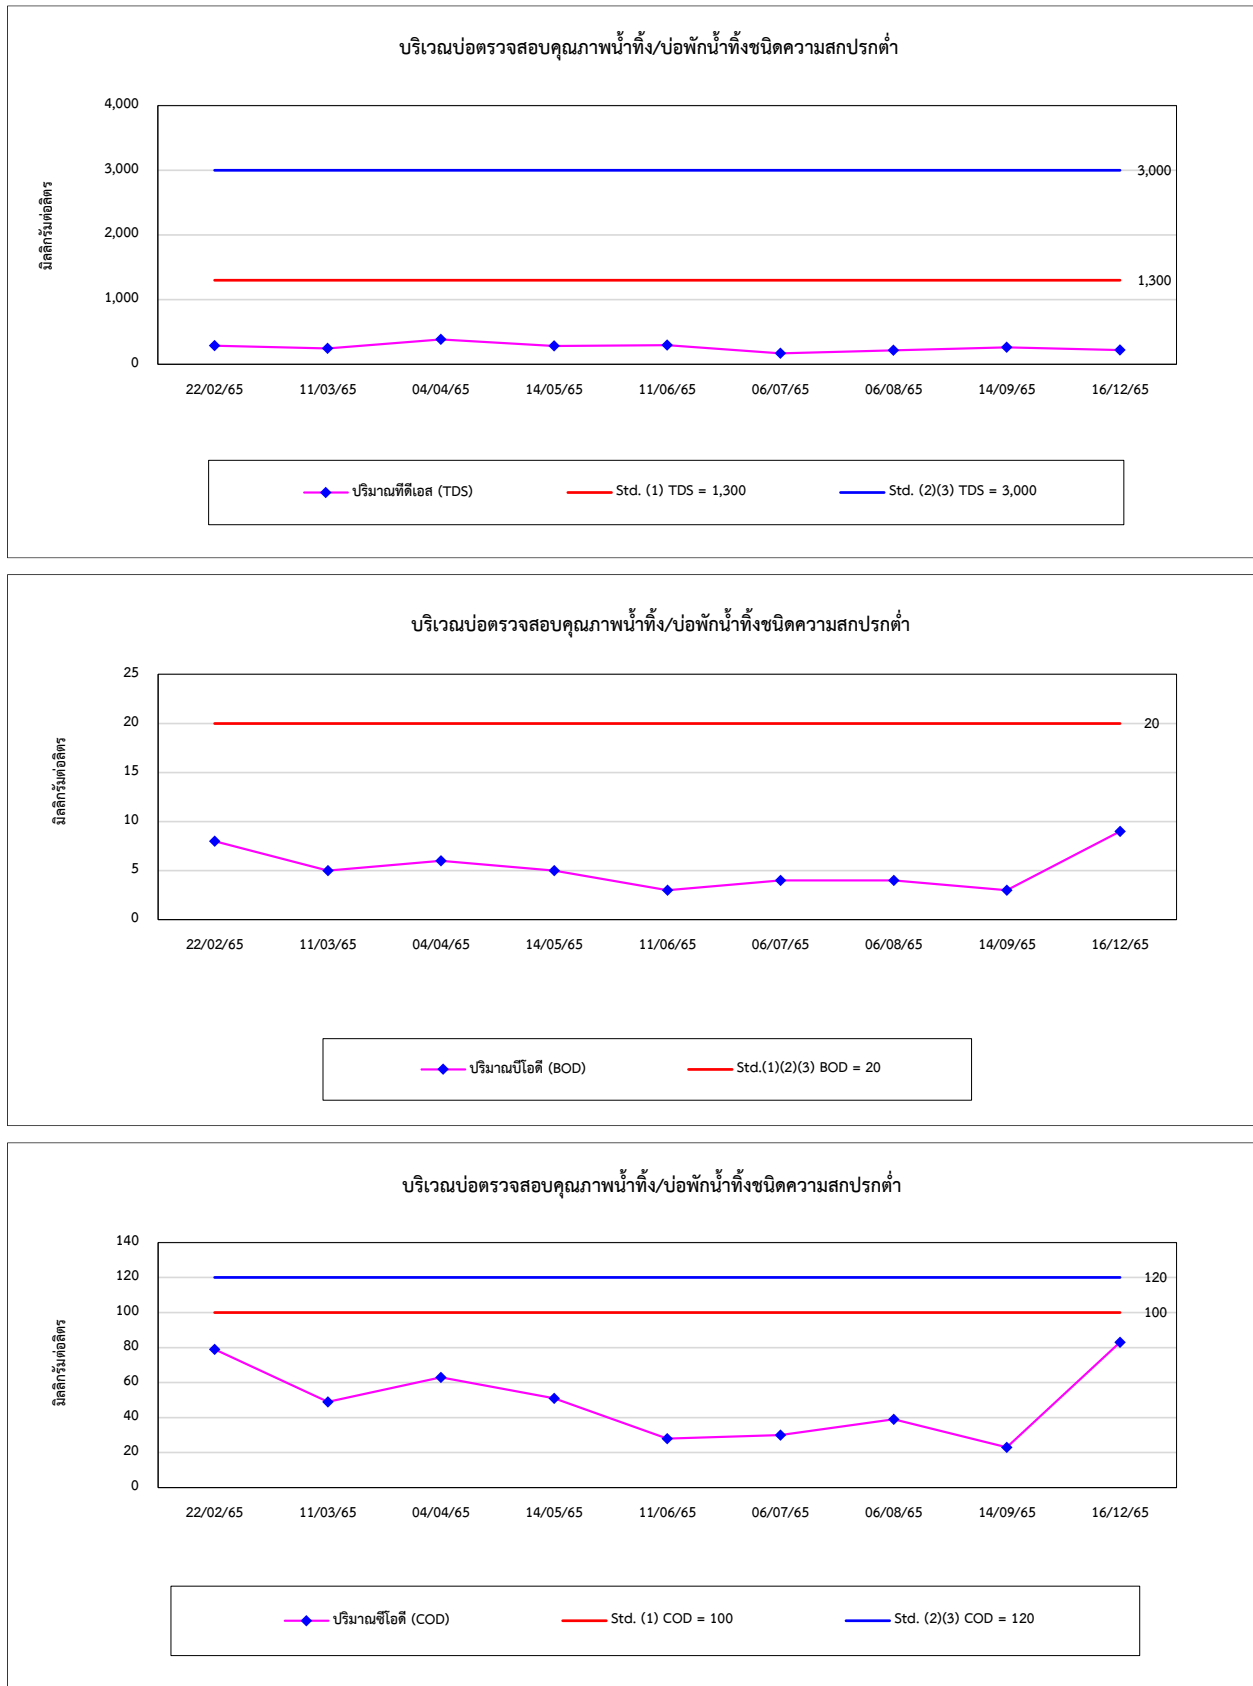 บริเวณบ่อตรวจสอบคุณภาพน้ำทิ้ง/บ่อพักน้ำทิ้งชนิดความสกปรกต่ำ
มิลลิกรัมต่อลิตร
4,000
3,000
2,000
1,000
0
3,000
1,300
22/02/65 11/03/65 04/04/65 14/05/65 11/06/65 06/07/65 06/08/65 14/09/65 16/12/65
ปริมาณทีดีเอส (TDS) Std. (1) TDS = 1,300 Std. (2)(3) TDS = 3,000
บริเวณบ่อตรวจสอบคุณภาพน้ำทิ้ง/บ่อพักน้ำทิ้งชนิดความสกปรกต่ำ
มิลลิกรัมต่อลิตร
25
20
15
10
5
0
20
22/02/65 11/03/65 04/04/65 14/05/65 11/06/65 06/07/65 06/08/65 14/09/65 16/12/65
ปริมาณบีโอดี (BOD) Std.(1)(2)(3) BOD = 20
บริเวณบ่อตรวจสอบคุณภาพน้ำทิ้ง/บ่อพักน้ำทิ้งชนิดความสกปรกต่ำ
มิลลิกรัมต่อลิตร
140
120
100
80
60
40
20
0
120
100
22/02/65 11/03/65 04/04/65 14/05/65 11/06/65 06/07/65 06/08/65 14/09/65 16/12/65
ปริมาณซีโอดี (COD) Std. (1) COD = 100 Std. (2)(3) COD = 120